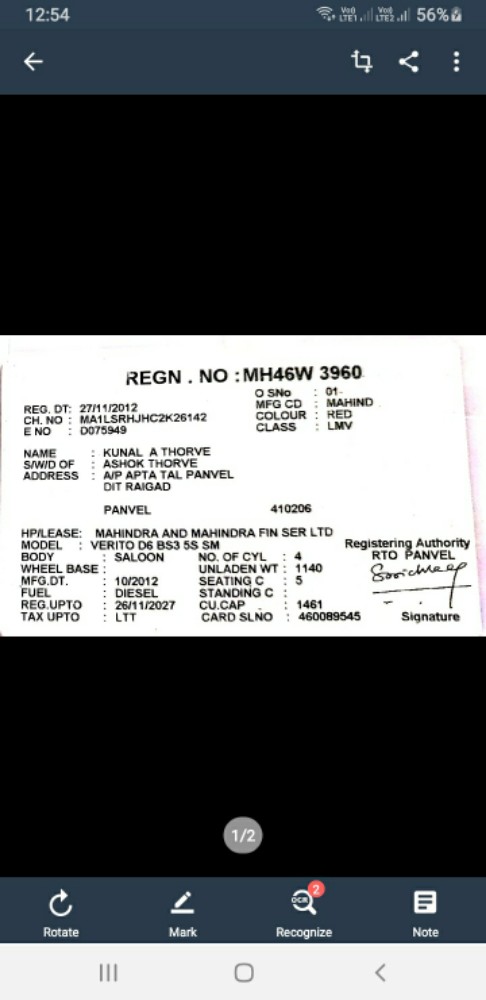 12:54 Vo) LTE1 Vo) LTE2 56%
REGN . NO : MH46W 3960
O SNo : 01-
REG. DT: 27/11/2012 MFG CD : MAHIND
CH. NO : MA1LSRHJHC2K26142 COLOUR : RED
E NO : D075949 CLASS : LMV
NAME : KUNAL A THORVE
S/W/D OF : ASHOK THORVE
ADDRESS : A/P APTA TAL PANVEL
DIT RAIGAD
PANVEL 410206
HP/LEASE: MAHINDRA AND MAHINDRA FIN SER LTD
MODEL : VERITO D6 BS3 5S SM Registering Authority
BODY : SALOON NO. OF CYL : 4 RTO PANVEL
WHEEL BASE : UNLADEN WT : 1140
MFG.DT. : 10/2012 SEATING C : 5
FUEL : DIESEL STANDING C :
REG.UPTO : 26/11/2027 CU.CAP : 1461
TAX UPTO : LTT CARD SLNO : 460089545 Signature
1/2
OCR 2
Rotate Mark Recognize Note